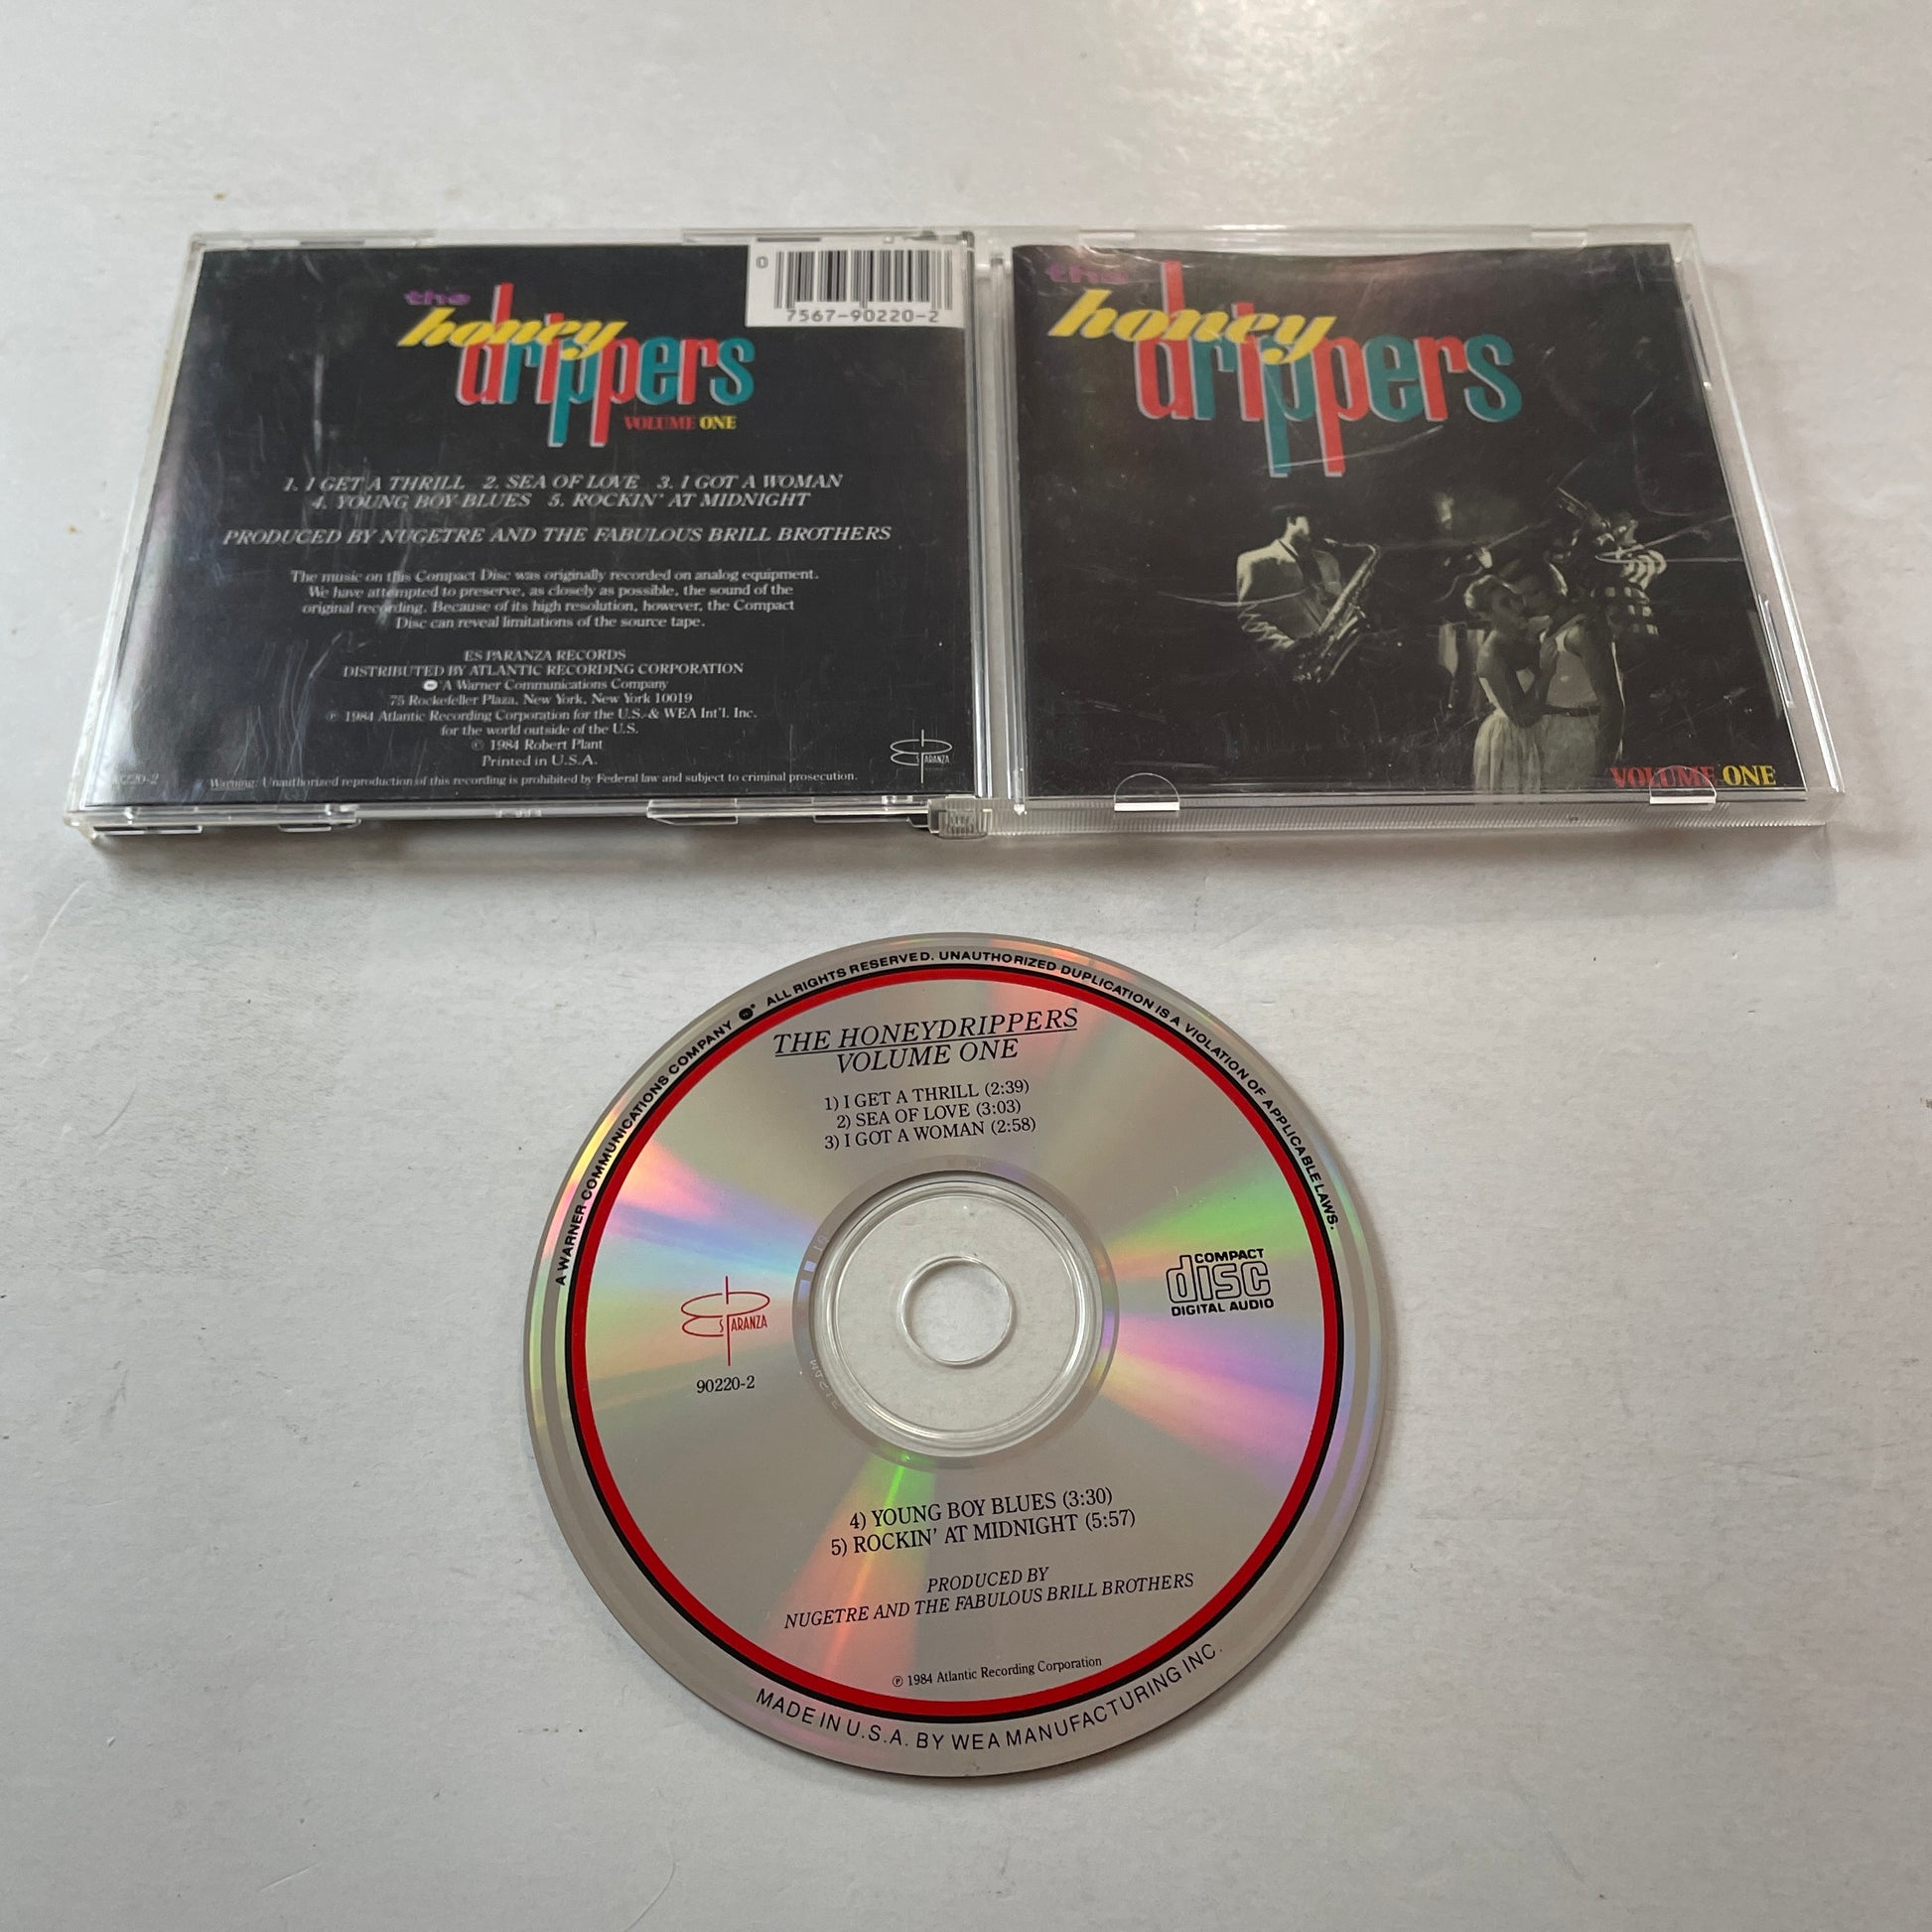 the
honey
drippers
VOLUME ONE
0
7567-90220-2
1. I GET A THRILL 2. SEA OF LOVE 3. I GOT A WOMAN
4. YOUNG BOY BLUES 5. ROCKIN' AT MIDNIGHT
PRODUCED BY NUGETRE AND THE FABULOUS BRILL BROTHERS
The music on this Compact Disc was originally recorded on analog equipment.
We have attempted to preserve, as closely as possible, the sound of the
original recording. Because of its high resolution, however, the Compact
Disc can reveal limitations of the source tape.
ES PARANZA RECORDS
DISTRIBUTED BY ATLANTIC RECORDING CORPORATION
A Warner Communications Company
75 Rockefeller Plaza, New York, New York 10019
℗ 1984 Atlantic Recording Corporation for the U.S. & WEA Int'l. Inc.
for the world outside of the U.S.
© 1984 Robert Plant
Printed in U.S.A.
Warning: Unauthorized reproduction of this recording is prohibited by Federal law and subject to criminal prosecution.
ES PARANZA
the
honey
drippers
VOLUME ONE
A WARNER COMMUNICATIONS COMPANY ALL RIGHTS RESERVED. UNAUTHORIZED DUPLICATION IS A VIOLATION OF APPLICABLE LAWS.
THE HONEYDRIPPERS
VOLUME ONE
1) I GET A THRILL (2:39)
2) SEA OF LOVE (3:03)
3) I GOT A WOMAN (2:58)
ES PARANZA
90220-2
COMPACT
disc
DIGITAL AUDIO
4) YOUNG BOY BLUES (3:30)
5) ROCKIN' AT MIDNIGHT (5:57)
PRODUCED BY
NUGETRE AND THE FABULOUS BRILL BROTHERS
℗ 1984 Atlantic Recording Corporation
MADE IN U.S.A. BY WEA MANUFACTURING INC.